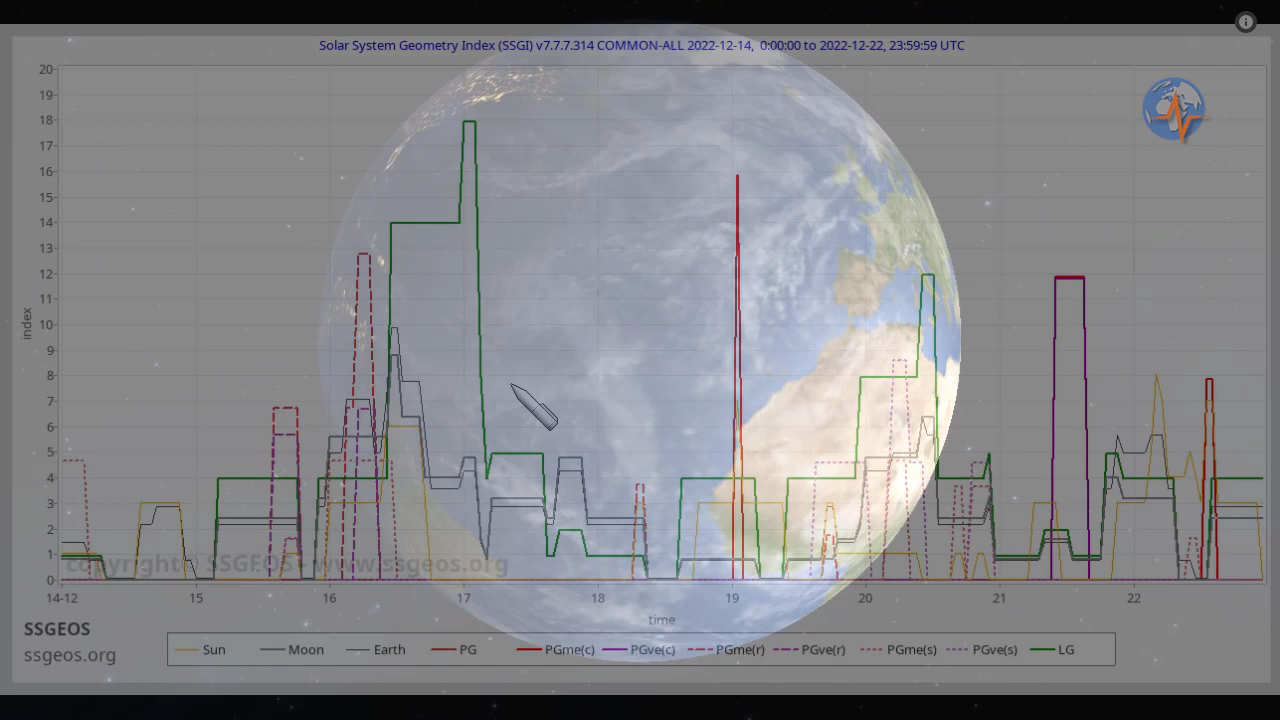 Solar System Geometry Index (SSGI) v7.7.7.314 COMMON-ALL 2022-12-14, 0:00:00 to 2022-12-22, 23:59:59 UTC
20
19
18
17
16
15
14
13
12
11
10
9
8
7
6
5
4
3
2
1
0
index
copyright © SSGEOS - www.ssgeos.org
14-12 15 16 17 18 19 20 21 22
time
SSGEOS
ssgeos.org
Sun Moon Earth PG PGme(c) PGve(c) PGme(r) PGve(r) PGme(s) PGve(s) LG